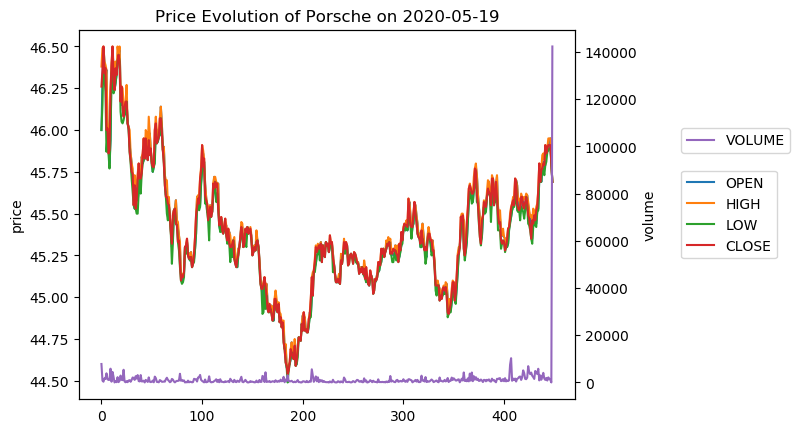 Price Evolution of Porsche on 2020-05-19
46.50
46.25
46.00
45.75
45.50
45.25
45.00
44.75
44.50
price
0
100
200
300
400
140000
120000
100000
80000
60000
40000
20000
0
volume
VOLUME
OPEN
HIGH
LOW
CLOSE